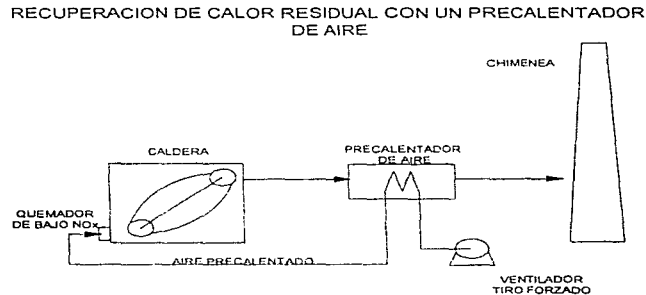 RECUPERACION DE CALOR RESIDUAL CON UN PRECALENTADOR
DE AIRE
CHIMENEA
CALDERA
PRECALENTADOR
DE AIRE
QUEMADOR
DE BAJO NOx
AIRE PRECALENTADO
VENTILADOR
TIRO FORZADO